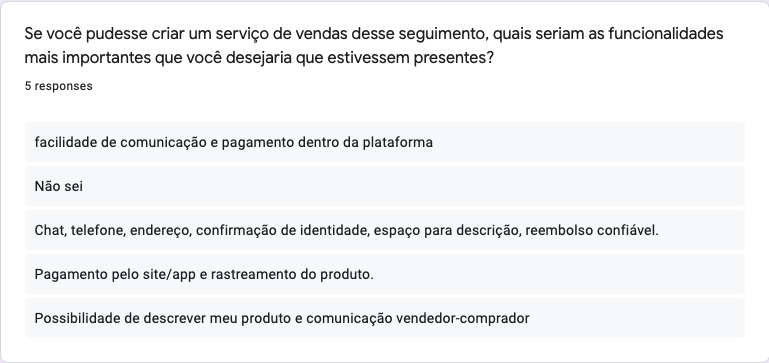 Se você pudesse criar um serviço de vendas desse seguimento, quais seriam as funcionalidades
mais importantes que você desejaria que estivessem presentes?
5 responses
facilidade de comunicação e pagamento dentro da plataforma
Não sei
Chat, telefone, endereço, confirmação de identidade, espaço para descrição, reembolso confiável.
Pagamento pelo site/app e rastreamento do produto.
Possibilidade de descrever meu produto e comunicação vendedor-comprador